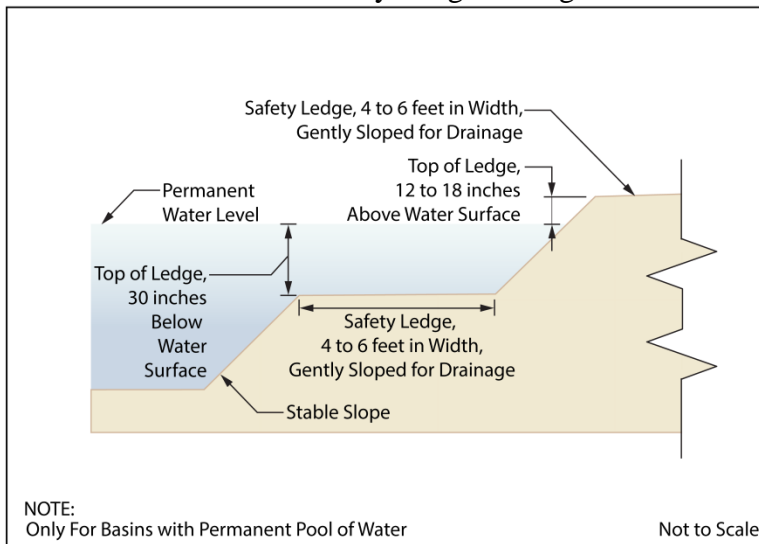 Safety Ledge, 4 to 6 feet in Width,
Gently Sloped for Drainage
Top of Ledge,
12 to 18 inches
Above Water Surface
Permanent
Water Level
Top of Ledge,
30 inches
Below
Water
Surface
Safety Ledge,
4 to 6 feet in Width,
Gently Sloped for Drainage
Stable Slope
NOTE:
Only For Basins with Permanent Pool of Water
Not to Scale